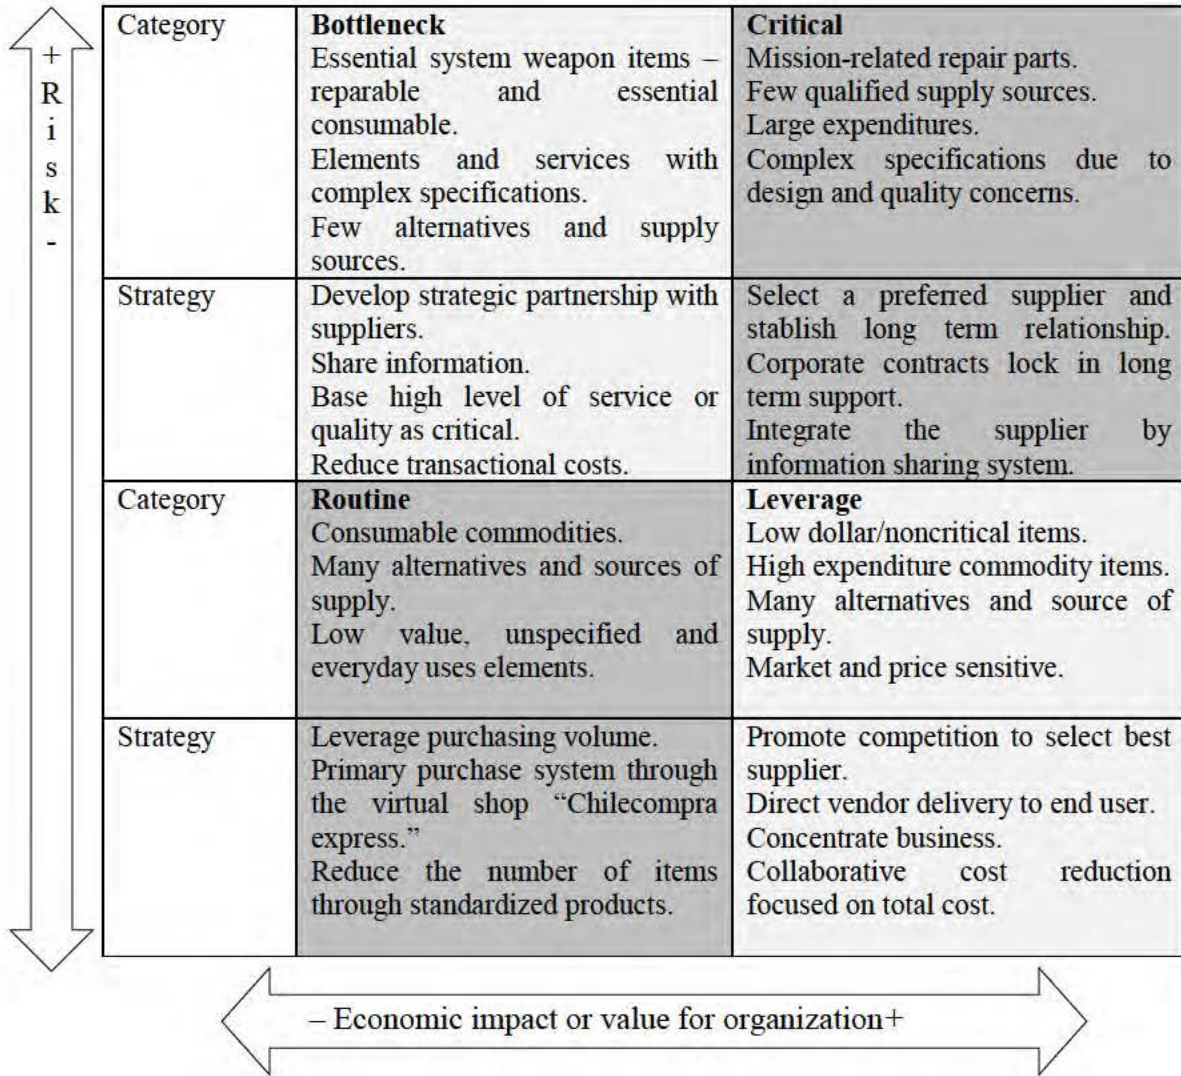 +
R
i
s
k
-
Category
Bottleneck
Essential system weapon items –
reparable and essential
consumable.
Elements and services with
complex specifications.
Few alternatives and supply
sources.
Critical
Mission-related repair parts.
Few qualified supply sources.
Large expenditures.
Complex specifications due to
design and quality concerns.
Strategy
Develop strategic partnership with
suppliers.
Share information.
Base high level of service or
quality as critical.
Reduce transactional costs.
Select a preferred supplier and
stablish long term relationship.
Corporate contracts lock in long
term support.
Integrate the supplier by
information sharing system.
Category
Routine
Consumable commodities.
Many alternatives and sources of
supply.
Low value, unspecified and
everyday uses elements.
Leverage
Low dollar/noncritical items.
High expenditure commodity items.
Many alternatives and source of
supply.
Market and price sensitive.
Strategy
Leverage purchasing volume.
Primary purchase system through
the virtual shop “Chilecompra
express.”
Reduce the number of items
through standardized products.
Promote competition to select best
supplier.
Direct vendor delivery to end user.
Concentrate business.
Collaborative cost reduction
focused on total cost.
– Economic impact or value for organization+